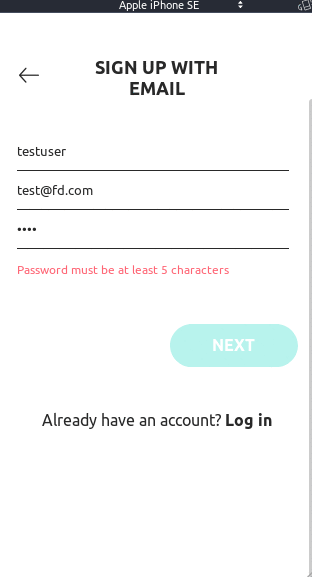 Apple iPhone SE
SIGN UP WITH
EMAIL
testuser
test@fd.com
••••
Password must be at least 5 characters
NEXT
Already have an account? Log in